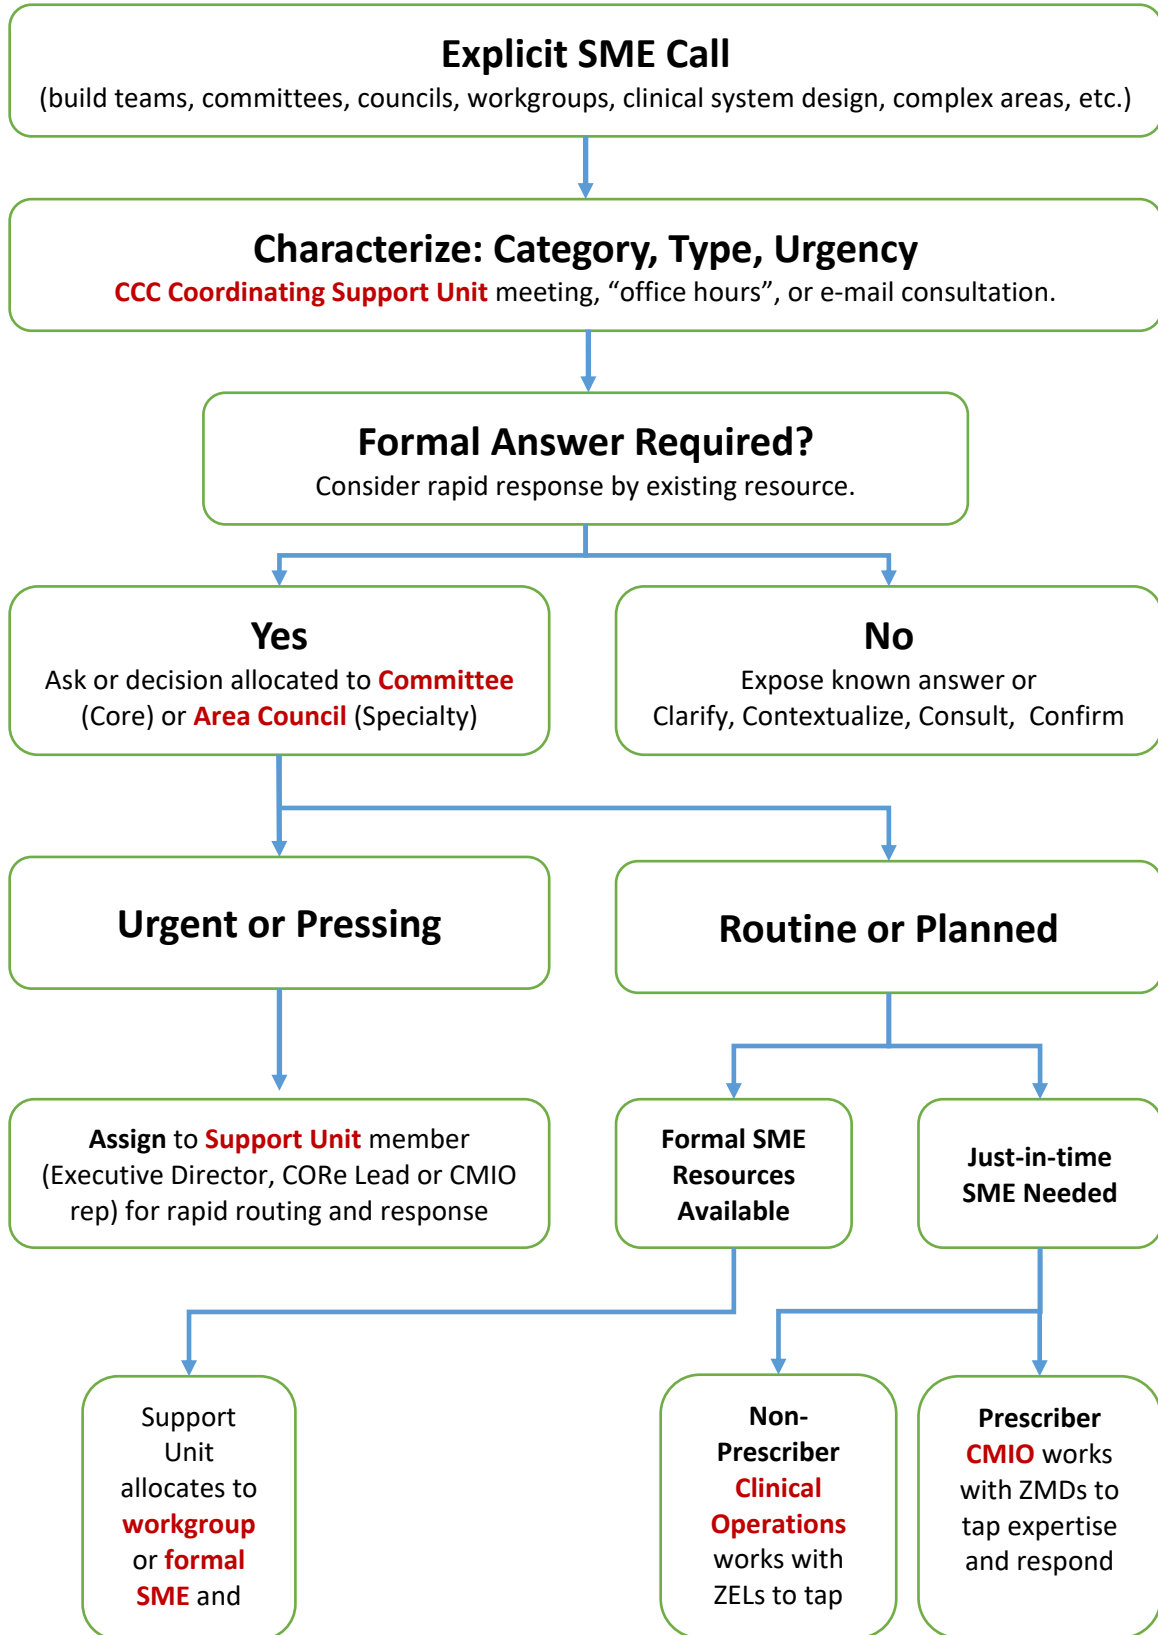 Explicit SME Call
(build teams, committees, councils, workgroups, clinical system design, complex areas, etc.)
Characterize: Category, Type, Urgency
CCC Coordinating Support Unit meeting, “office hours”, or e-mail consultation.
Formal Answer Required?
Consider rapid response by existing resource.
Yes
Ask or decision allocated to Committee
(Core) or Area Council (Specialty)
No
Expose known answer or
Clarify, Contextualize, Consult,  Confirm
Urgent or Pressing
Routine or Planned
Assign to Support Unit member
(Executive Director, CORe Lead or CMIO
rep) for rapid routing and response
Formal SME
Resources
Available
Just-in-time
SME Needed
Support
Unit
allocates to
workgroup
or formal
SME and
Non-
Prescriber
Clinical
Operations
works with
ZELs to tap
Prescriber
CMIO works
with ZMDs to
tap expertise
and respond